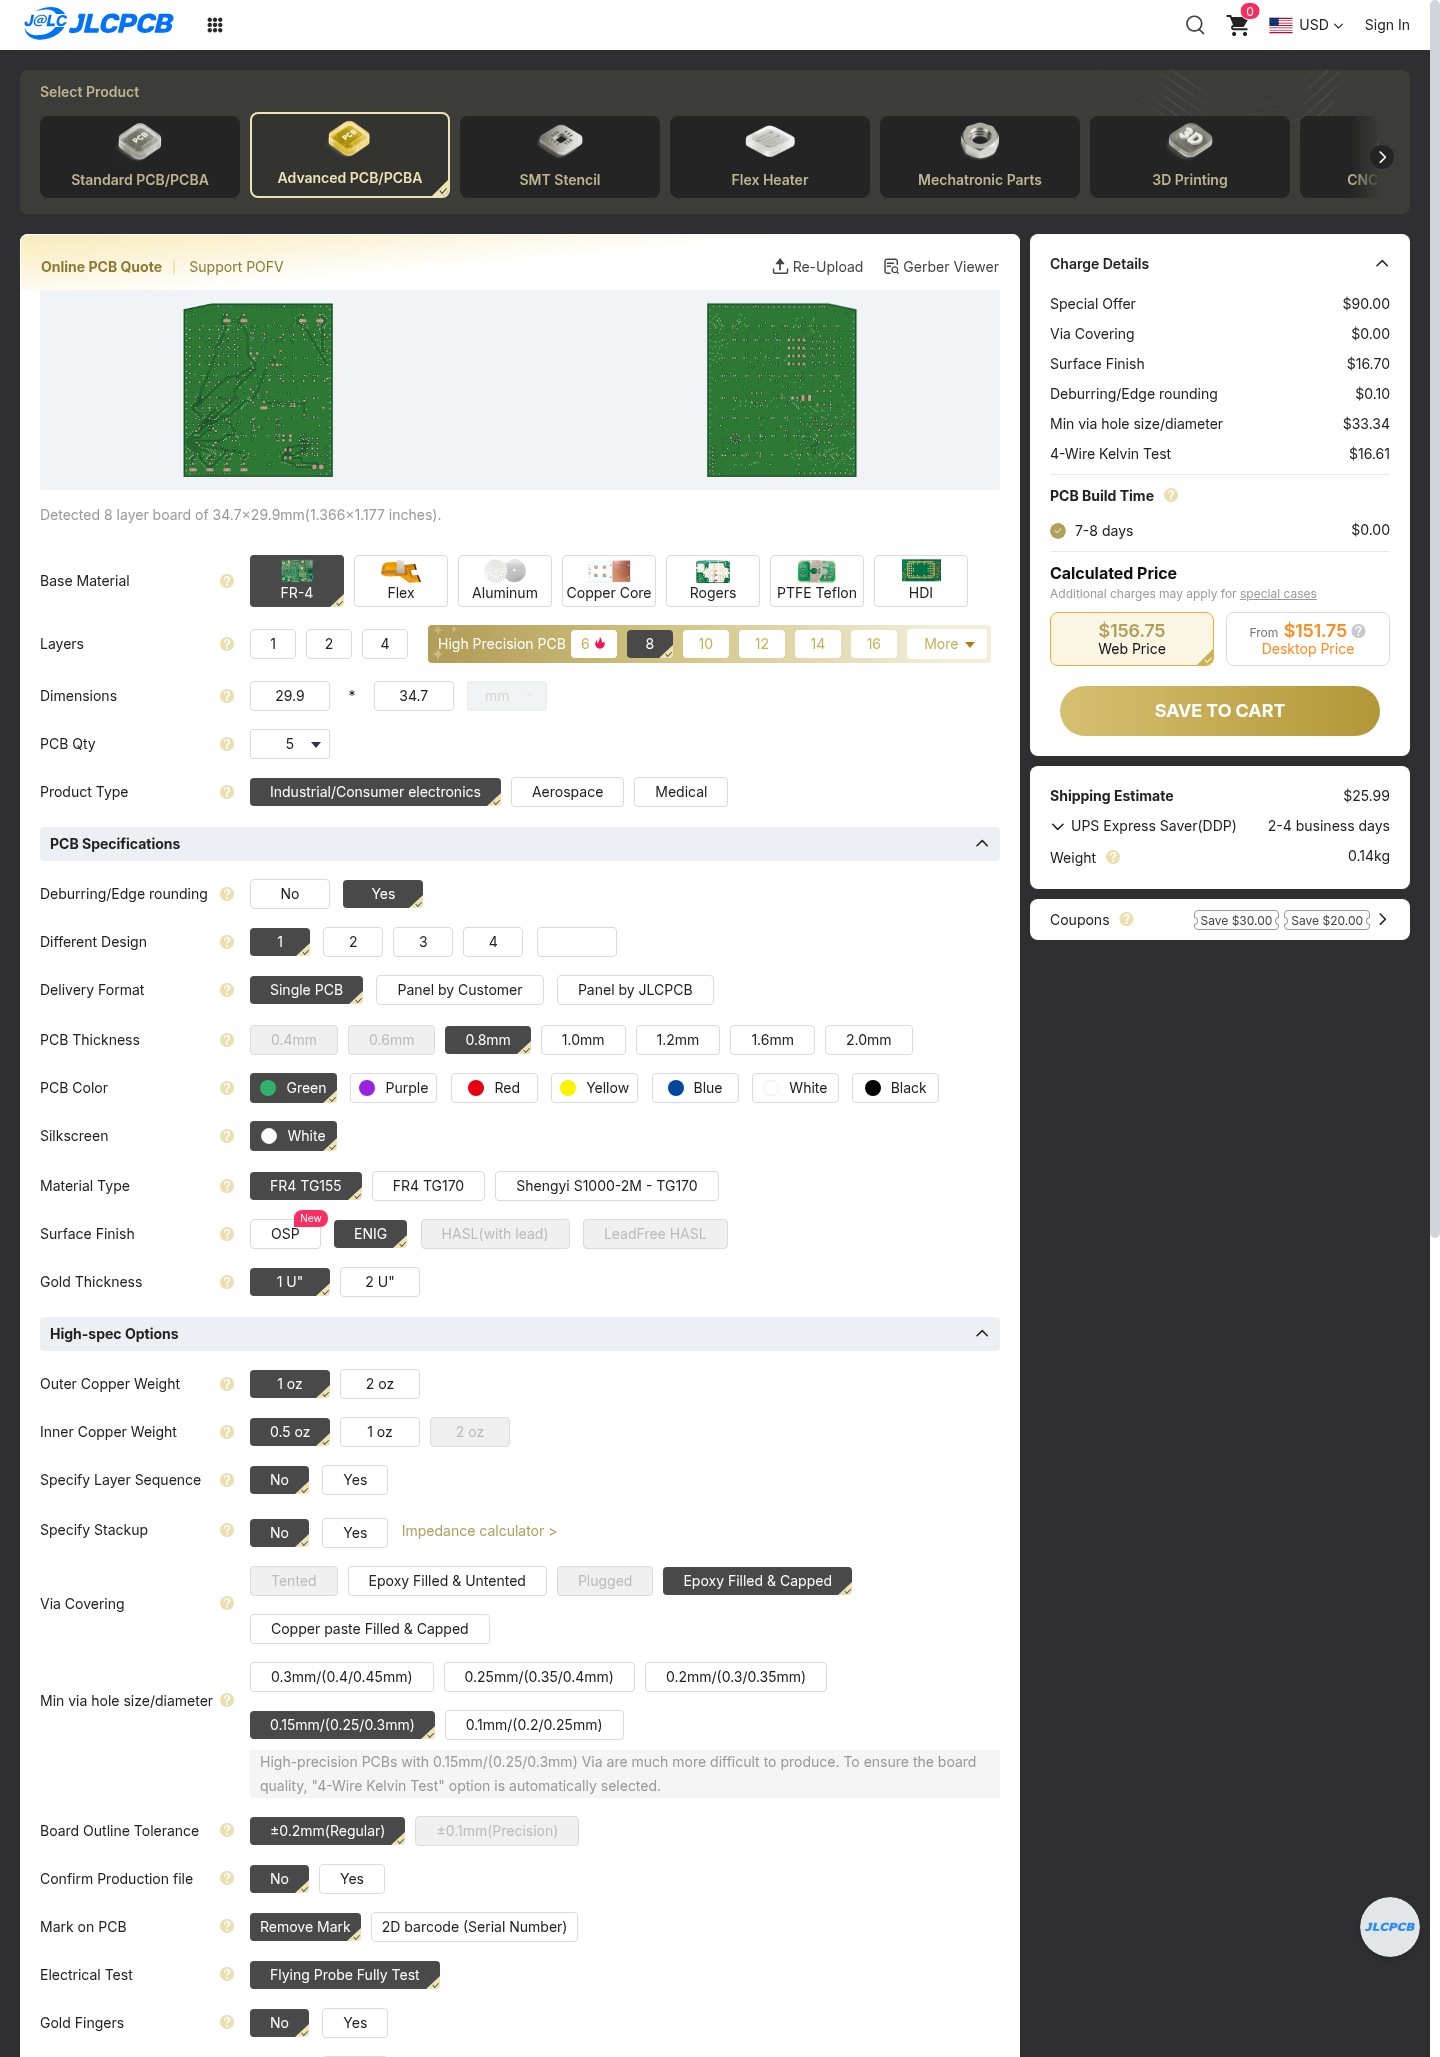 J@LC JLCPCB
0
USD
Sign In
Select Product
Standard PCB/PCBA
Advanced PCB/PCBA
SMT Stencil
Flex Heater
Mechatronic Parts
3D Printing
CNC
Online PCB Quote
Support POFV
Re-Upload
Gerber Viewer
Detected 8 layer board of 34.7×29.9mm(1.366×1.177 inches).
Base Material
FR-4 Flex Aluminum Copper Core Rogers PTFE Teflon HDI
Layers
1 2 4 High Precision PCB 6 8 10 12 14 16 More
Dimensions
29.9 * 34.7 mm
PCB Qty
5
Product Type
Industrial/Consumer electronics Aerospace Medical
PCB Specifications
Deburring/Edge rounding No Yes
Different Design 1 2 3 4
Delivery Format Single PCB Panel by Customer Panel by JLCPCB
PCB Thickness 0.4mm 0.6mm 0.8mm 1.0mm 1.2mm 1.6mm 2.0mm
PCB Color Green Purple Red Yellow Blue White Black
Silkscreen White
Material Type FR4 TG155 FR4 TG170 Shengyi S1000-2M - TG170
New
Surface Finish OSP ENIG HASL(with lead) LeadFree HASL
Gold Thickness 1 U" 2 U"
High-spec Options
Outer Copper Weight 1 oz 2 oz
Inner Copper Weight 0.5 oz 1 oz 2 oz
Specify Layer Sequence No Yes
Specify Stackup No Yes Impedance calculator >
Via Covering
Tented Epoxy Filled & Untented Plugged Epoxy Filled & Capped
Copper paste Filled & Capped
Min via hole size/diameter
0.3mm/(0.4/0.45mm) 0.25mm/(0.35/0.4mm) 0.2mm/(0.3/0.35mm)
0.15mm/(0.25/0.3mm) 0.1mm/(0.2/0.25mm)
High-precision PCBs with 0.15mm/(0.25/0.3mm) Via are much more difficult to produce. To ensure the board
quality, "4-Wire Kelvin Test" option is automatically selected.
Board Outline Tolerance ±0.2mm(Regular) ±0.1mm(Precision)
Confirm Production file No Yes
Mark on PCB Remove Mark 2D barcode (Serial Number)
Electrical Test Flying Probe Fully Test
Gold Fingers No Yes
Charge Details
Special Offer $90.00
Via Covering $0.00
Surface Finish $16.70
Deburring/Edge rounding $0.10
Min via hole size/diameter $33.34
4-Wire Kelvin Test $16.61
PCB Build Time
7-8 days $0.00
Calculated Price
Additional charges may apply for special cases
$156.75
Web Price
From $151.75
Desktop Price
SAVE TO CART
Shipping Estimate $25.99
UPS Express Saver(DDP) 2-4 business days
Weight 0.14kg
Coupons Save $30.00 Save $20.00
JLCPCB